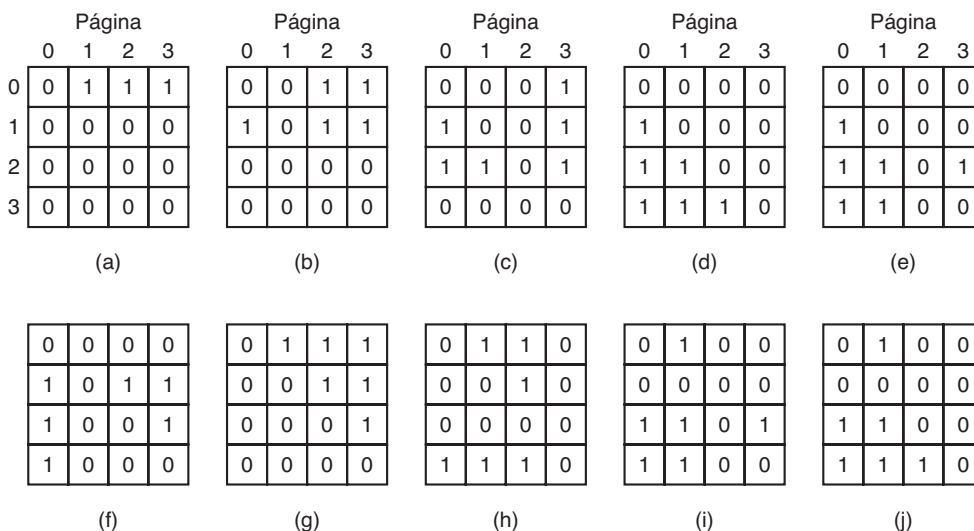 Página Página Página Página Página
0 1 2 3 0 1 2 3 0 1 2 3 0 1 2 3 0 1 2 3
0 0 1 1 1 0 0 1 1 0 0 0 1 0 0 0 0 0 0 0 0
1 0 0 0 0 1 0 1 1 1 0 0 1 1 0 0 0 1 0 0 0
2 0 0 0 0 0 0 0 0 1 1 0 1 1 1 0 0 1 1 0 1
3 0 0 0 0 0 0 0 0 0 0 0 0 1 1 1 0 1 1 0 0
(a) (b) (c) (d) (e)
0 0 0 0 0 1 1 1 0 1 1 0 0 1 0 0 0 1 0 0
1 0 1 1 0 0 1 1 0 0 1 0 0 0 0 0 0 0 0 0
1 0 0 1 0 0 0 1 0 0 0 0 1 1 0 1 1 1 0 0
1 0 0 0 0 0 0 0 1 1 1 0 1 1 0 0 1 1 1 0
(f) (g) (h) (i) (j)